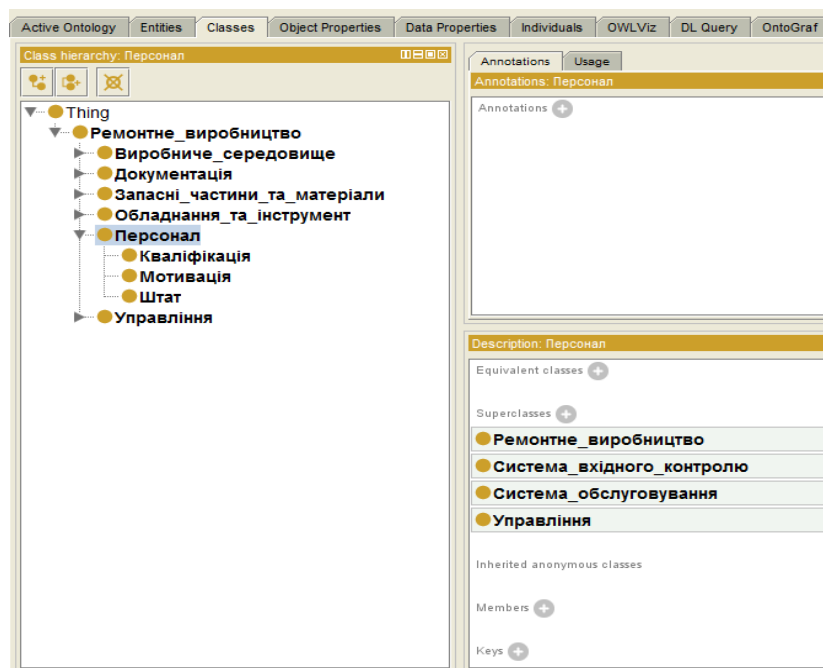 Active Ontology Entities Classes Object Properties Data Properties Individuals OWLViz DL Query OntoGraf
Class hierarchy: Персонал
Thing
Ремонтне_виробництво
Виробниче_середовище
Документація
Запасні_частини_та_матеріали
Обладнання_та_інструмент
Персонал
Кваліфікація
Мотивація
Штат
Управління
Annotations Usage
Annotations: Персонал
Annotations
Description: Персонал
Equivalent classes
Superclasses
Ремонтне_виробництво
Система_вхідного_контролю
Система_обслуговування
Управління
Inherited anonymous classes
Members
Keys